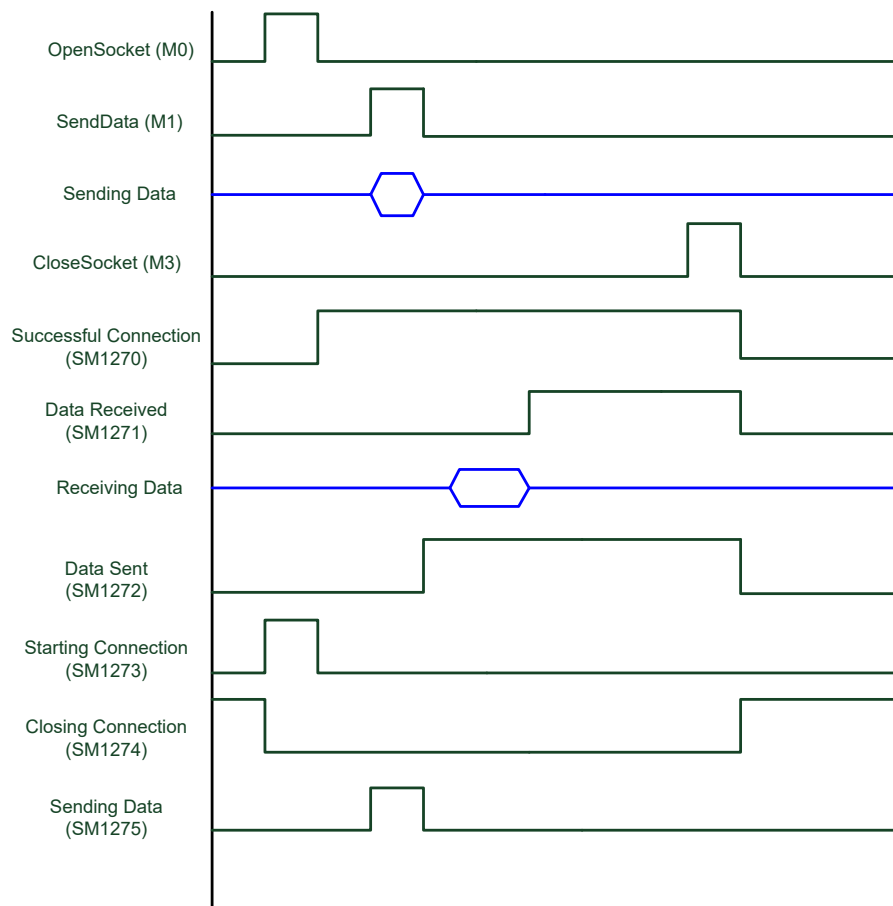 OpenSocket (M0)
SendData (M1)
Sending Data
CloseSocket (M3)
Successful Connection
(SM1270)
Data Received
(SM1271)
Receiving Data
Data Sent
(SM1272)
Starting Connection
(SM1273)
Closing Connection
(SM1274)
Sending Data
(SM1275)